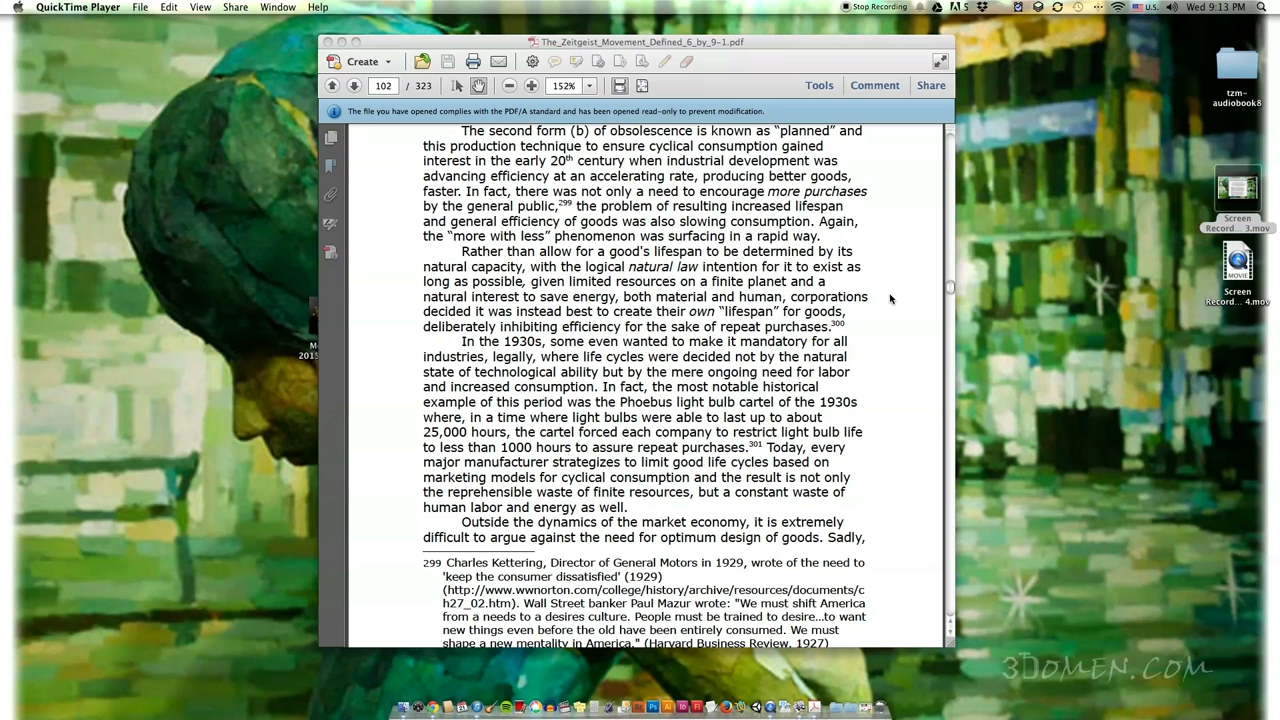 QuickTime Player File Edit View Share Window Help
Stop Recording
5
U.S.
Wed 9:13 PM
The_Zeitgeist_Movement_Defined_6_by_9-1.pdf
Create
102 / 323
152%
Tools Comment Share
The file you have opened complies with the PDF/A standard and has been opened read-only to prevent modification.
The second form (b) of obsolescence is known as “planned” and
this production technique to ensure cyclical consumption gained
interest in the early 20th century when industrial development was
advancing efficiency at an accelerating rate, producing better goods,
faster. In fact, there was not only a need to encourage more purchases
by the general public,299 the problem of resulting increased lifespan
and general efficiency of goods was also slowing consumption. Again,
the “more with less” phenomenon was surfacing in a rapid way.
Rather than allow for a good's lifespan to be determined by its
natural capacity, with the logical natural law intention for it to exist as
long as possible, given limited resources on a finite planet and a
natural interest to save energy, both material and human, corporations
decided it was instead best to create their own “lifespan” for goods,
deliberately inhibiting efficiency for the sake of repeat purchases.300
In the 1930s, some even wanted to make it mandatory for all
industries, legally, where life cycles were decided not by the natural
state of technological ability but by the mere ongoing need for labor
and increased consumption. In fact, the most notable historical
example of this period was the Phoebus light bulb cartel of the 1930s
where, in a time where light bulbs were able to last up to about
25,000 hours, the cartel forced each company to restrict light bulb life
to less than 1000 hours to assure repeat purchases.301 Today, every
major manufacturer strategizes to limit good life cycles based on
marketing models for cyclical consumption and the result is not only
the reprehensible waste of finite resources, but a constant waste of
human labor and energy as well.
Outside the dynamics of the market economy, it is extremely
difficult to argue against the need for optimum design of goods. Sadly,
299 Charles Kettering, Director of General Motors in 1929, wrote of the need to
'keep the consumer dissatisfied' (1929)
(http://www.wwnorton.com/college/history/archive/resources/documents/c
h27_02.htm). Wall Street banker Paul Mazur wrote: "We must shift America
from a needs to a desires culture. People must be trained to desire...to want
new things even before the old have been entirely consumed. We must
shape a new mentality in America." (Harvard Business Review, 1927)
tzm-
audiobook8
Screen
Record... 3.mov
MOVIE
Screen
Record... 4.mov
3DOMEN.COM